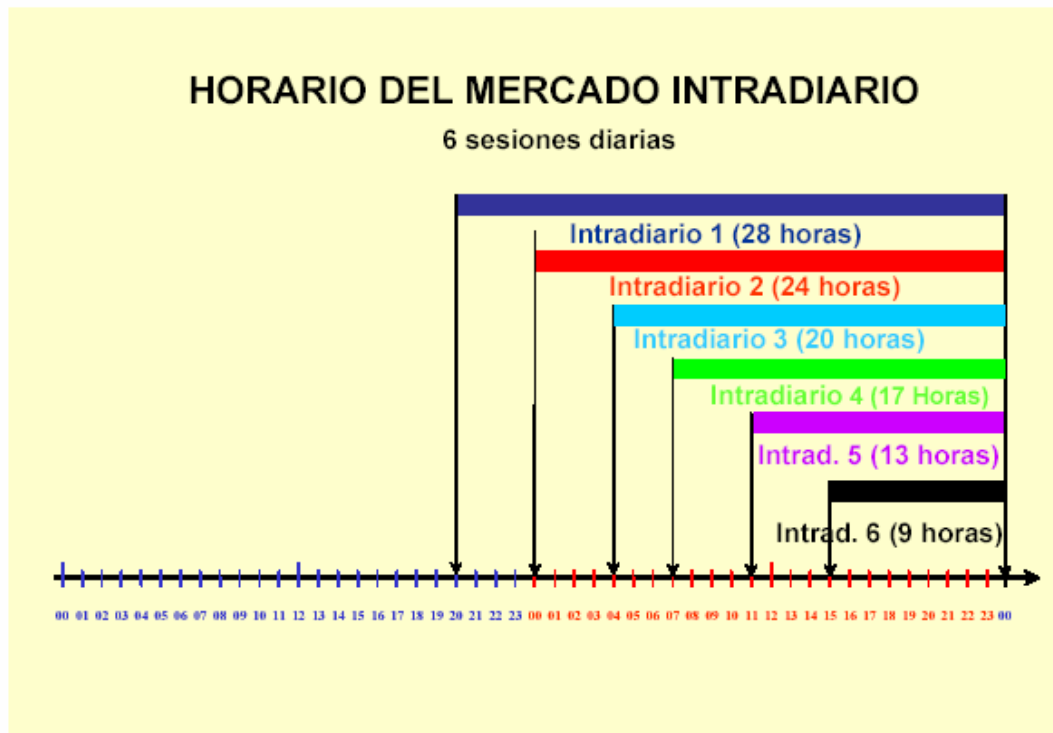 HORARIO DEL MERCADO INTRADIARIO
6 sesiones diarias
Intradiario 1 (28 horas)
Intradiario 2 (24 horas)
Intradiario 3 (20 horas)
Intradiario 4 (17 Horas)
Intrad. 5 (13 horas)
Intrad. 6 (9 horas)
00 01 02 03 04 05 06 07 08 09 10 11 12 13 14 15 16 17 18 19 20 21 22 23 00 01 02 03 04 05 06 07 08 09 10 11 12 13 14 15 16 17 18 19 20 21 22 23 00